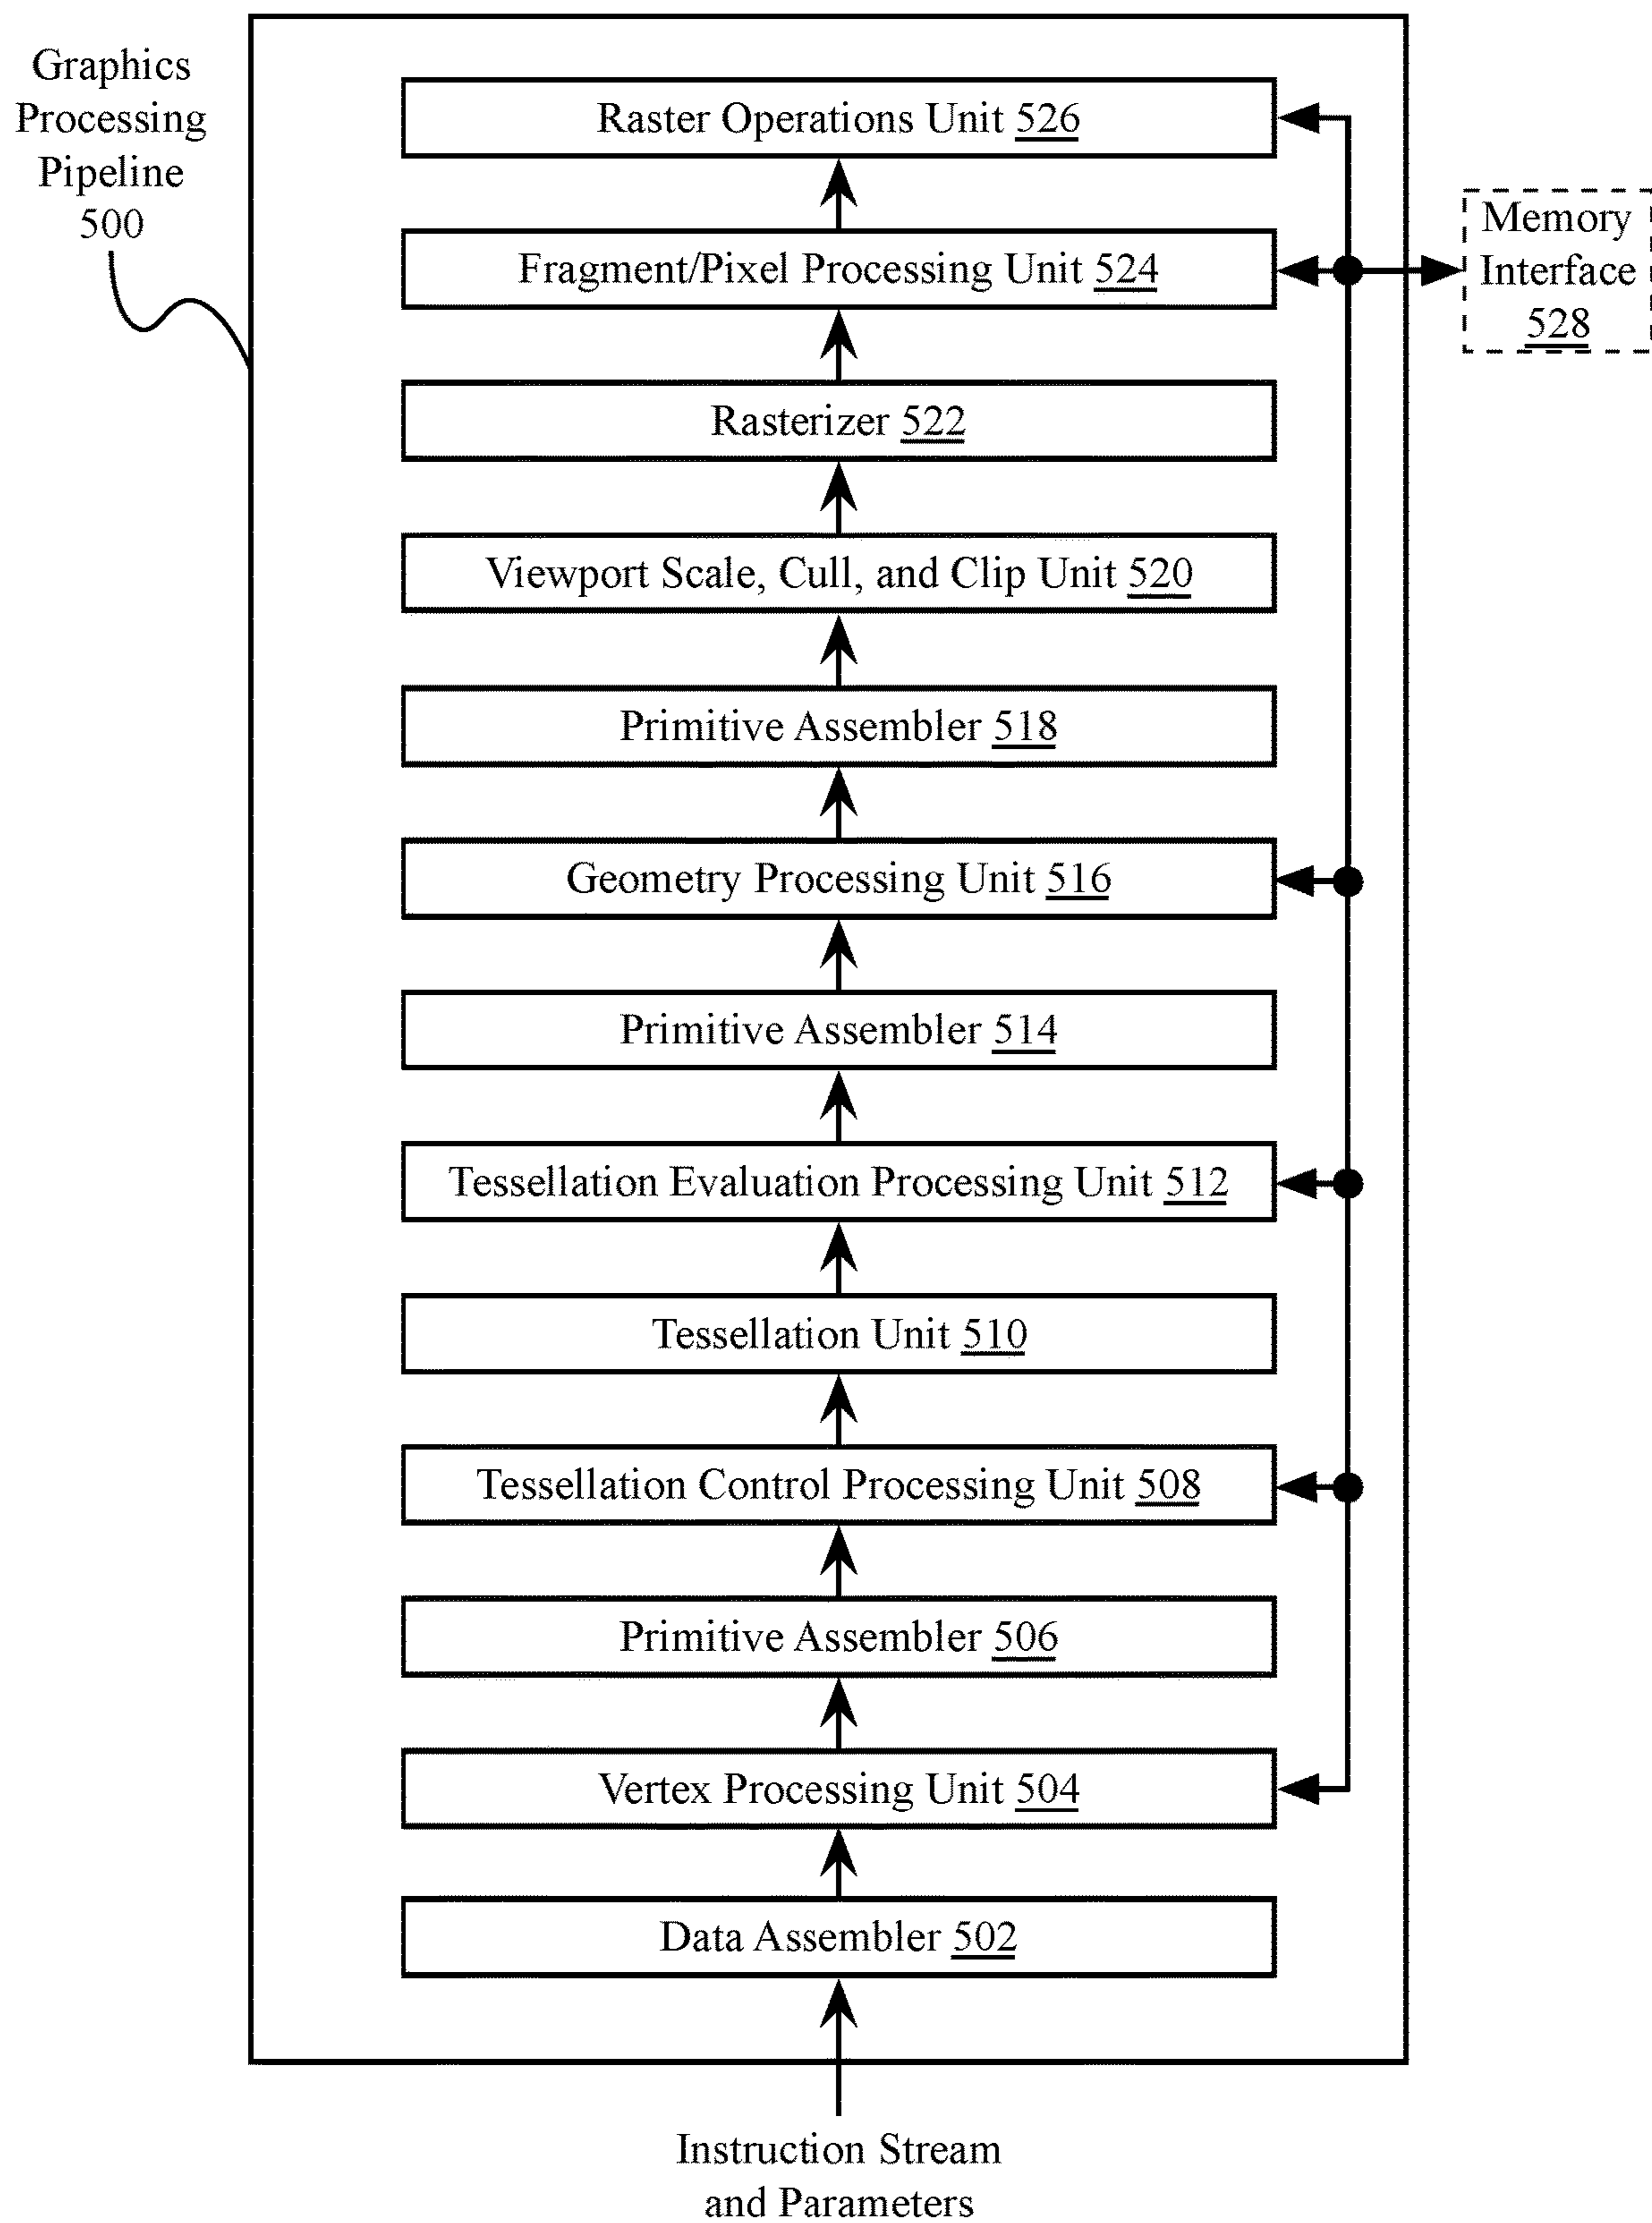 Graphics
Processing
Pipeline
500
Raster Operations Unit 526
Fragment/Pixel Processing Unit 524
Memory
Interface
528
Rasterizer 522
Viewport Scale, Cull, and Clip Unit 520
Primitive Assembler 518
Geometry Processing Unit 516
Primitive Assembler 514
Tessellation Evaluation Processing Unit 512
Tessellation Unit 510
Tessellation Control Processing Unit 508
Primitive Assembler 506
Vertex Processing Unit 504
Data Assembler 502
Instruction Stream
and Parameters